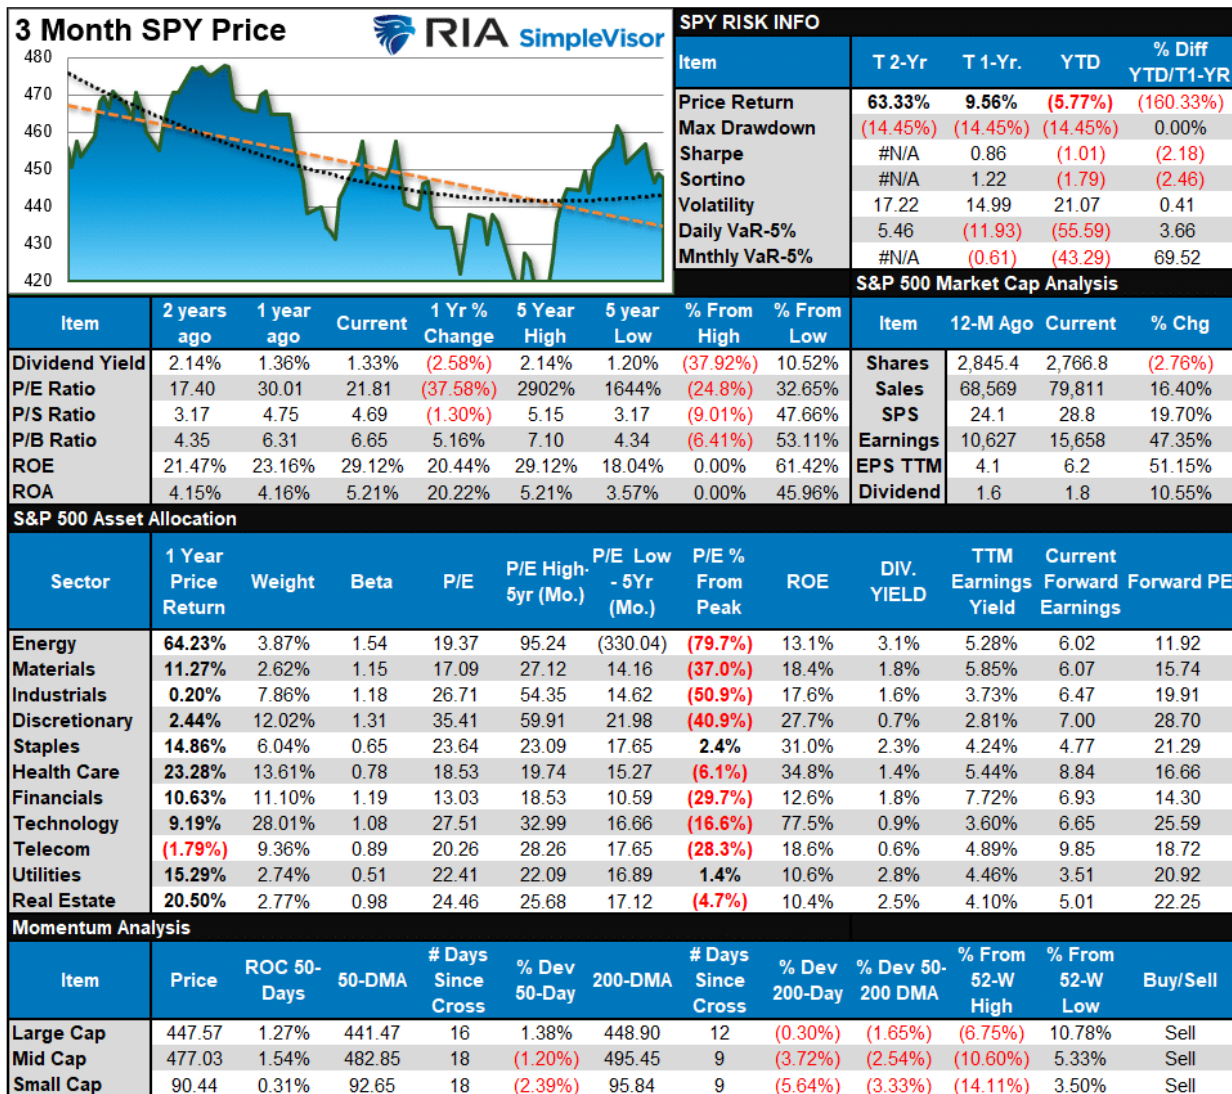 3 Month SPY Price
RIA SimpleVisor
480
470
460
450
440
430
420
SPY RISK INFO
Item T 2-Yr T 1-Yr. YTD % Diff YTD/T1-YR
Price Return 63.33% 9.56% (5.77%) (160.33%)
Max Drawdown (14.45%) (14.45%) (14.45%) 0.00%
Sharpe #N/A 0.86 (1.01) (2.18)
Sortino #N/A 1.22 (1.79) (2.46)
Volatility 17.22 14.99 21.07 0.41
Daily VaR-5% 5.46 (11.93) (55.59) 3.66
Mnthly VaR-5% #N/A (0.61) (43.29) 69.52
S&P 500 Market Cap Analysis
Item 2 years ago 1 year ago Current 1 Yr % Change 5 Year High 5 year Low % From High % From Low
Dividend Yield 2.14% 1.36% 1.33% (2.58%) 2.14% 1.20% (37.92%) 10.52%
P/E Ratio 17.40 30.01 21.81 (37.58%) 2902% 1644% (24.8%) 32.65%
P/S Ratio 3.17 4.75 4.69 (1.30%) 5.15 3.17 (9.01%) 47.66%
P/B Ratio 4.35 6.31 6.65 5.16% 7.10 4.34 (6.41%) 53.11%
ROE 21.47% 23.16% 29.12% 20.44% 29.12% 18.04% 0.00% 61.42%
ROA 4.15% 4.16% 5.21% 20.22% 5.21% 3.57% 0.00% 45.96%
Item 12-M Ago Current % Chg
Shares 2,845.4 2,766.8 (2.76%)
Sales 68,569 79,811 16.40%
SPS 24.1 28.8 19.70%
Earnings 10,627 15,658 47.35%
EPS TTM 4.1 6.2 51.15%
Dividend 1.6 1.8 10.55%
S&P 500 Asset Allocation
Sector 1 Year Price Return Weight Beta P/E P/E High-5yr (Mo.) P/E Low - 5Yr (Mo.) P/E % From Peak ROE DIV. YIELD TTM Earnings Yield Current Forward Earnings Forward PE
Energy 64.23% 3.87% 1.54 19.37 95.24 (330.04) (79.7%) 13.1% 3.1% 5.28% 6.02 11.92
Materials 11.27% 2.62% 1.15 17.09 27.12 14.16 (37.0%) 18.4% 1.8% 5.85% 6.07 15.74
Industrials 0.20% 7.86% 1.18 26.71 54.35 14.62 (50.9%) 17.6% 1.6% 3.73% 6.47 19.91
Discretionary 2.44% 12.02% 1.31 35.41 59.91 21.98 (40.9%) 27.7% 0.7% 2.81% 7.00 28.70
Staples 14.86% 6.04% 0.65 23.64 23.09 17.65 2.4% 31.0% 2.3% 4.24% 4.77 21.29
Health Care 23.28% 13.61% 0.78 18.53 19.74 15.27 (6.1%) 34.8% 1.4% 5.44% 8.84 16.66
Financials 10.63% 11.10% 1.19 13.03 18.53 10.59 (29.7%) 12.6% 1.8% 7.72% 6.93 14.30
Technology 9.19% 28.01% 1.08 27.51 32.99 16.66 (16.6%) 77.5% 0.9% 3.60% 6.65 25.59
Telecom (1.79%) 9.36% 0.89 20.26 28.26 17.65 (28.3%) 18.6% 0.6% 4.89% 9.85 18.72
Utilities 15.29% 2.74% 0.51 22.41 22.09 16.89 1.4% 10.6% 2.8% 4.46% 3.51 20.92
Real Estate 20.50% 2.77% 0.98 24.46 25.68 17.12 (4.7%) 10.4% 2.5% 4.10% 5.01 22.25
Momentum Analysis
Item Price ROC 50-Days 50-DMA # Days Since Cross % Dev 50-Day 200-DMA # Days Since Cross % Dev 200-Day % Dev 50-200 DMA % From 52-W High % From 52-W Low Buy/Sell
Large Cap 447.57 1.27% 441.47 16 1.38% 448.90 12 (0.30%) (1.65%) (6.75%) 10.78% Sell
Mid Cap 477.03 1.54% 482.85 18 (1.20%) 495.45 9 (3.72%) (2.54%) (10.60%) 5.33% Sell
Small Cap 90.44 0.31% 92.65 18 (2.39%) 95.84 9 (5.64%) (3.33%) (14.11%) 3.50% Sell